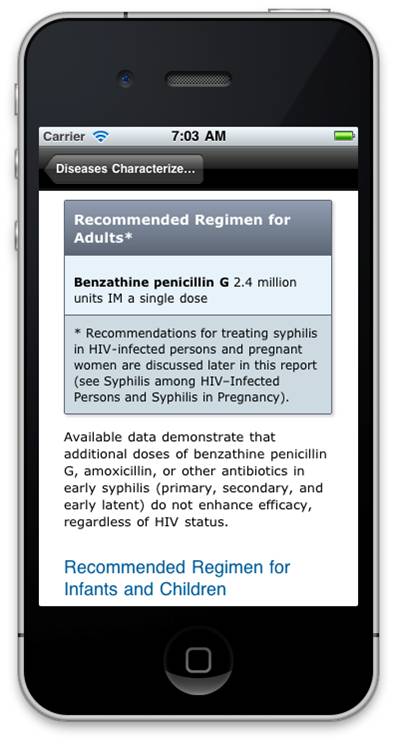 Carrier 7:03 AM
Diseases Characterize...
Recommended Regimen for
Adults*
Benzathine penicillin G 2.4 million
units IM a single dose
* Recommendations for treating syphilis
in HIV-infected persons and pregnant
women are discussed later in this report
(see Syphilis among HIV–Infected
Persons and Syphilis in Pregnancy).
Available data demonstrate that
additional doses of benzathine penicillin
G, amoxicillin, or other antibiotics in
early syphilis (primary, secondary, and
early latent) do not enhance efficacy,
regardless of HIV status.
Recommended Regimen for
Infants and Children